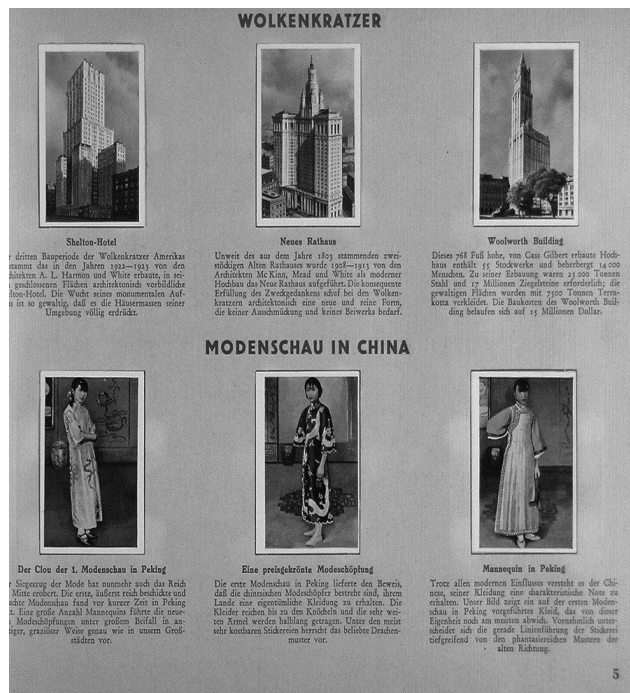 WOLKENKRATZER
Shelton-Hotel
dritten Bauperiode der Wolkenkratzer Amerikas
stammt das in den Jahren 1922—1923 von den
A. L. Harmon und White erbaute, in sei-
geschlossenen Flächen architektonisch vorbildliche
Die Wucht seines monumentalen Auf-
ist so gewaltig, daß es die Häusermassen seiner
Umgebung völlig erdrückt.
Neues Rathaus
Unweit des aus dem Jahre 1803 stammenden zwei-
stöckigen Alten Rathauses wurde 1908—1913 von den
Architekten Mc Kinn, Mead und White als moderner
Hochbau das Neue Rathaus aufgeführt. Die konsequente
Erfüllung des Zweckgedankens schuf bei den Wolken-
kratzern architektonisch eine neue und reine Form,
die keiner Ausschmückung und keines Beiwerks bedarf.
Woolworth Building
Dieses 768 Fuß hohe, von Cass Gilbert erbaute Hoch-
haus enthält 55 Stockwerke und beherbergt 14 000
Menschen. Zu seiner Erbauung waren 25 000 Tonnen
Stahl und 17 Millionen Ziegelsteine erforderlich; die
gewaltigen Flächen wurden mit 7500 Tonnen Terra-
kotta verkleidet. Die Baukosten des Woolworth Buil-
ding belaufen sich auf 15 Millionen Dollar.
MODENSCHAU IN CHINA
Der Clou der 1. Modenschau in Peking
Siegeszug der Mode hat nunmehr auch das Reich
Mitte erobert. Die erste, äußerst reich beschickte und
Modenschau fand vor kurzer Zeit in Peking
Eine große Anzahl Mannequins führte die neue-
Modeschöpfungen unter großem Beifall in an-
graziöser Weise genau wie in unsern Groß-
städten vor.
Eine preisgekrönte Modeschöpfung
Die erste Modenschau in Peking lieferte den Beweis,
daß die chinesischen Modeschöpfer bestrebt sind, ihrem
Lande eine eigentümliche Kleidung zu erhalten. Die
Kleider reichen bis zu den Knöcheln und die sehr wei-
ten Ärmel werden halblang getragen. Unter den meist
sehr kostbaren Stickereien herrscht das beliebte Drachen-
muster vor.
Mannequin in Peking
Trotz allen modernen Einflusses versteht es der Chi-
nese, seiner Kleidung eine charakteristische Note zu
erhalten. Unser Bild zeigt ein auf der ersten Moden-
schau in Peking vorgeführtes Kleid, das von dieser
Eigenheit noch am meisten abwich. Vornehmlich unter-
scheidet sich die gerade Linienführung der Stickerei
tiefgreifend von den phantasiereichen Mustern der
alten Richtung.
5